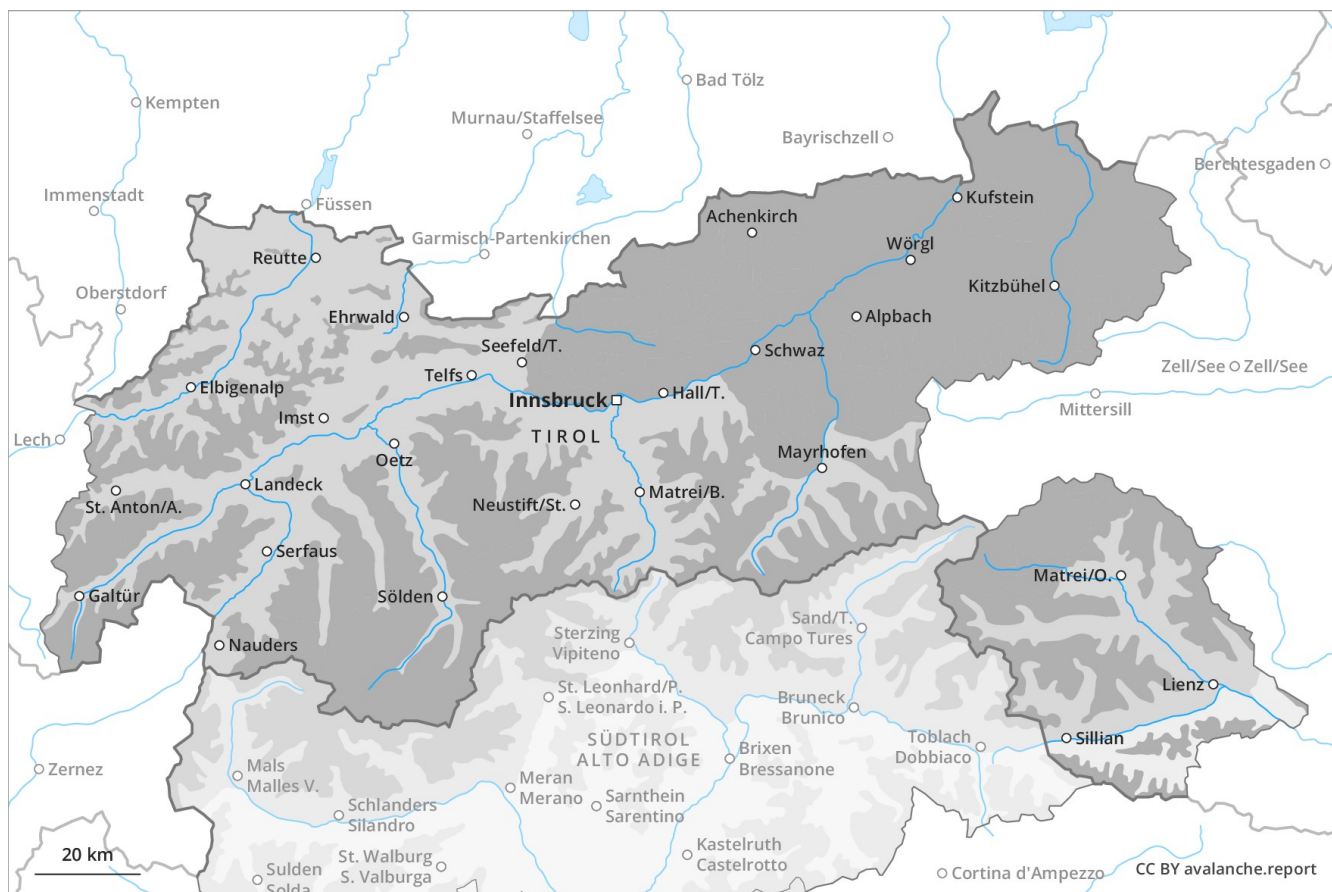 Kempten
Bad Tölz
Murnau/Staffelsee
Bayrischzell
Berchtesgaden
Immenstadt
Füssen
Kufstein
Achenkirch
Garmisch-Partenkirchen
Wörgl
Reutte
Kitzbühel
Oberstdorf
Ehrwald
Alpbach
Seefeld/T.
Schwaz
Zell/See
Zell/See
Telfs
Elbigenalp
Hall/T.
Innsbruck
Mittersill
Imst
Lech
TIROL
Oetz
Mayrhofen
Landeck
Matrei/B.
St. Anton/A.
Neustift/St.
Serfaus
Matrei/O.
Galtür
Sölden
Sand/T.
Campo Tures
Sterzing
Vipiteno
Nauders
Lienz
St. Leonhard/P.
S. Leonardo i. P.
Bruneck
Brunico
SÜDTIROL
ALTO ADIGE
Sillian
Toblach
Dobbiaco
Brixen
Bressanone
Zernez
Mals
Malles V.
Meran
Merano
Sarnthein
Sarentino
Schlanders
Silandro
Kastelruth
Castelrotto
20 km
St. Walburg
S. Valburga
Sulden
Solda
Cortina d'Ampezzo
CC BY avalanche.report